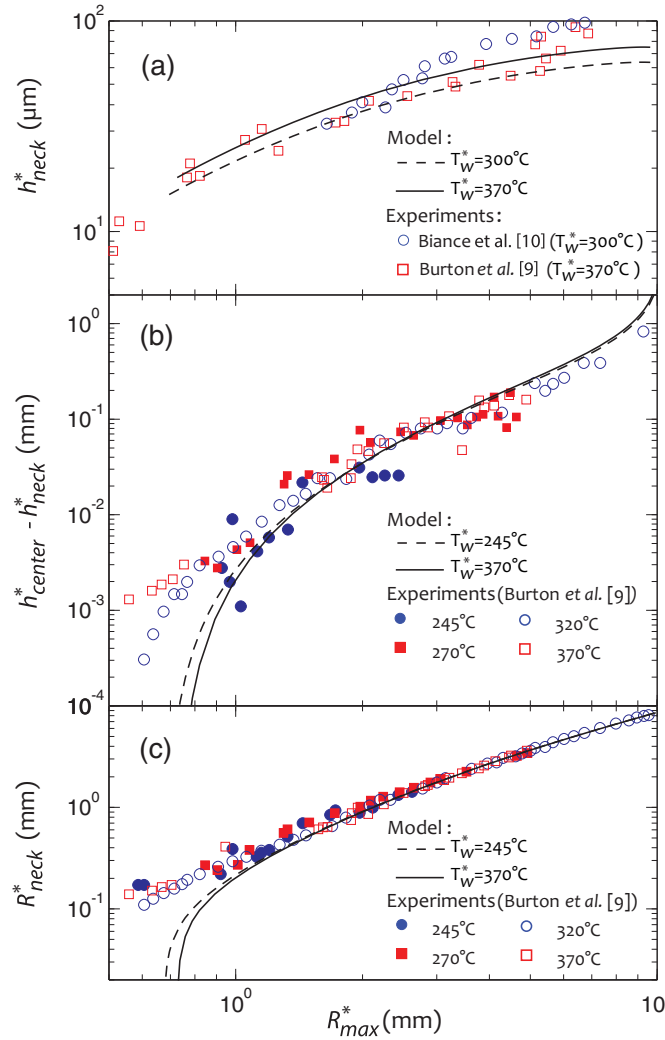 (a)
10²
10¹
h*neck (μm)
Model :
T*W=300°C
T*W=370°C
Experiments :
Biance et al. [10] (T*W=300°C)
Burton et al. [9] (T*W=370°C)
(b)
10⁰
10⁻¹
10⁻²
10⁻³
10⁻⁴
h*center - h*neck (mm)
Model :
T*W=245°C
T*W=370°C
Experiments (Burton et al. [9])
245°C 320°C
270°C 370°C
(c)
10¹
10⁰
10⁻¹
R*neck (mm)
Model :
T*W=245°C
T*W=370°C
Experiments (Burton et al. [9])
245°C 320°C
270°C 370°C
10⁰ 10
R*max (mm)